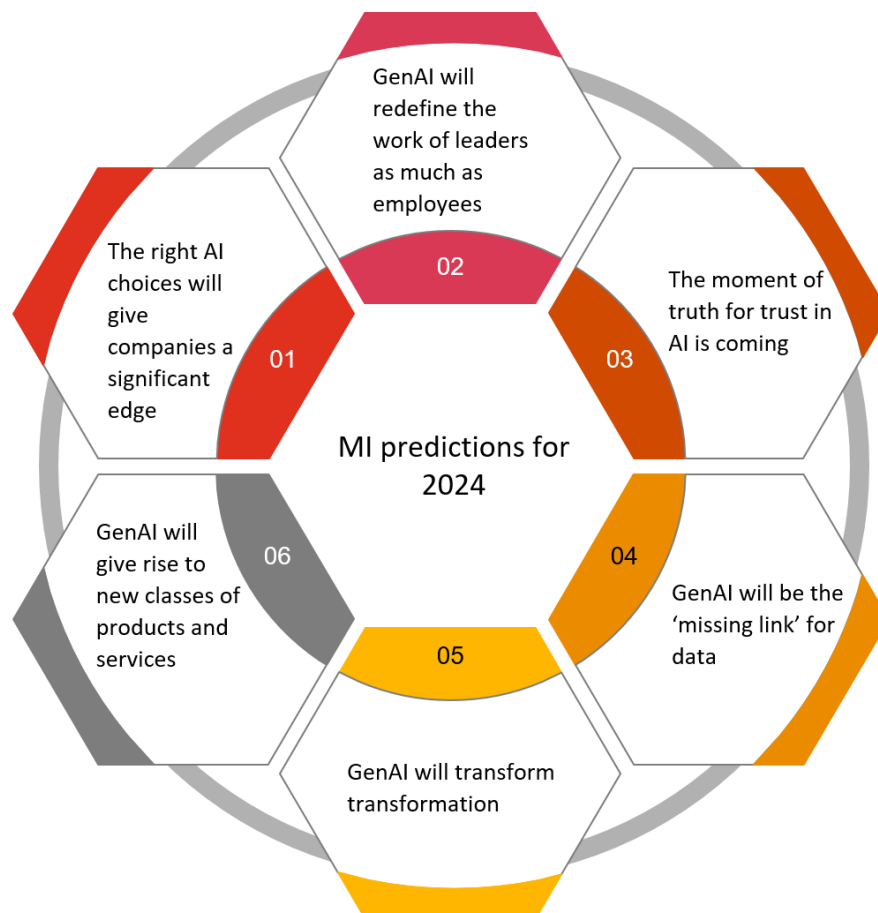 MI predictions for
2024
01
The right AI
choices will
give
companies a
significant
edge
02
GenAI will
redefine the
work of leaders
as much as
employees
03
The moment of
truth for trust in
AI is coming
04
GenAI will be the
‘missing link’ for
data
05
GenAI will transform
transformation
06
GenAI will
give rise to
new classes of
products and
services